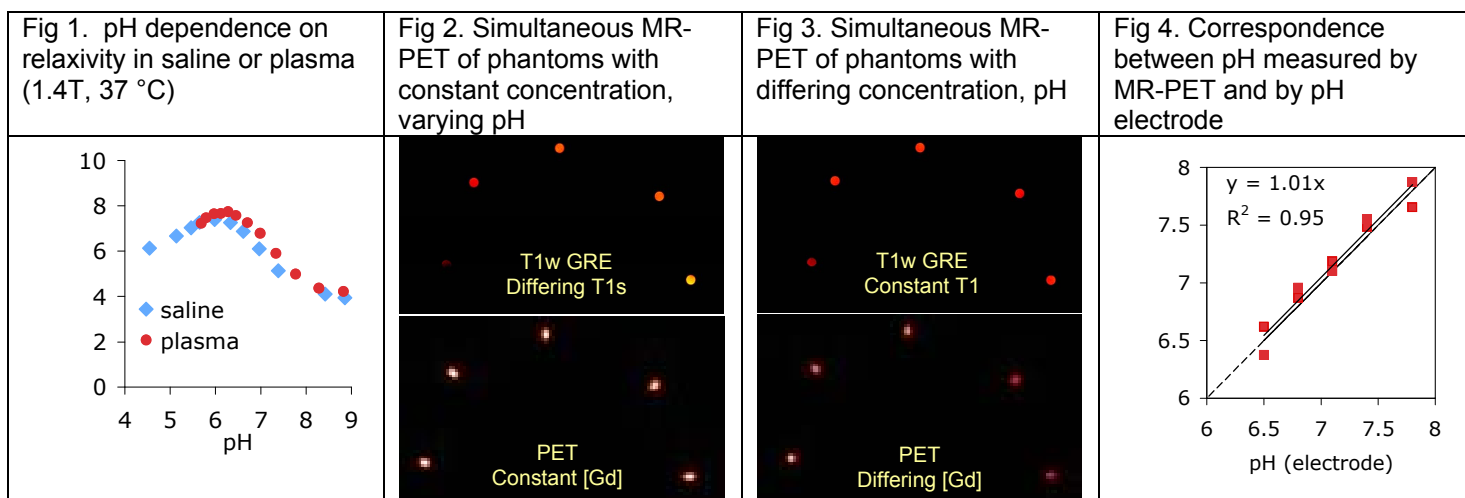 Fig 1.  pH dependence on
relaxivity in saline or plasma
(1.4T, 37 °C)
Fig 2. Simultaneous MR-
PET of phantoms with
constant concentration,
varying pH
Fig 3. Simultaneous MR-
PET of phantoms with
differing concentration, pH
Fig 4. Correspondence
between pH measured by
MR-PET and by pH
electrode
10
8
6
4
2
0
saline
plasma
4 5 6 7 8 9
pH
T1w GRE
Differing T1s
PET
Constant [Gd]
T1w GRE
Constant T1
PET
Differing [Gd]
8
7.5
7
6.5
6
y = 1.01x
R² = 0.95
6 6.5 7 7.5 8
pH (electrode)